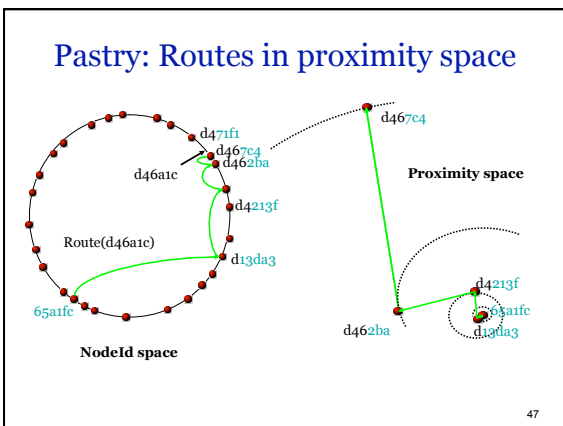 Pastry: Routes in proximity space
d471f1
d467c4
d462ba
d46a1c
d4213f
Route(d46a1c)
d13da3
65a1fc
NodeId space
d467c4
Proximity space
d4213f
65a1fc
d462ba
d13da3
47